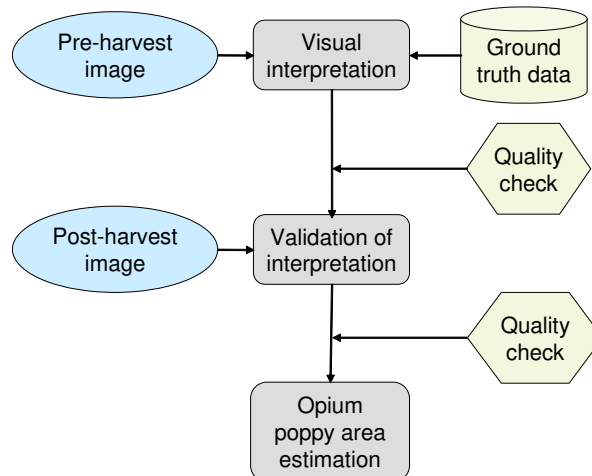 Pre-harvest
image
Visual
interpretation
Ground
truth data
Quality
check
Post-harvest
image
Validation of
interpretation
Quality
check
Opium
poppy area
estimation